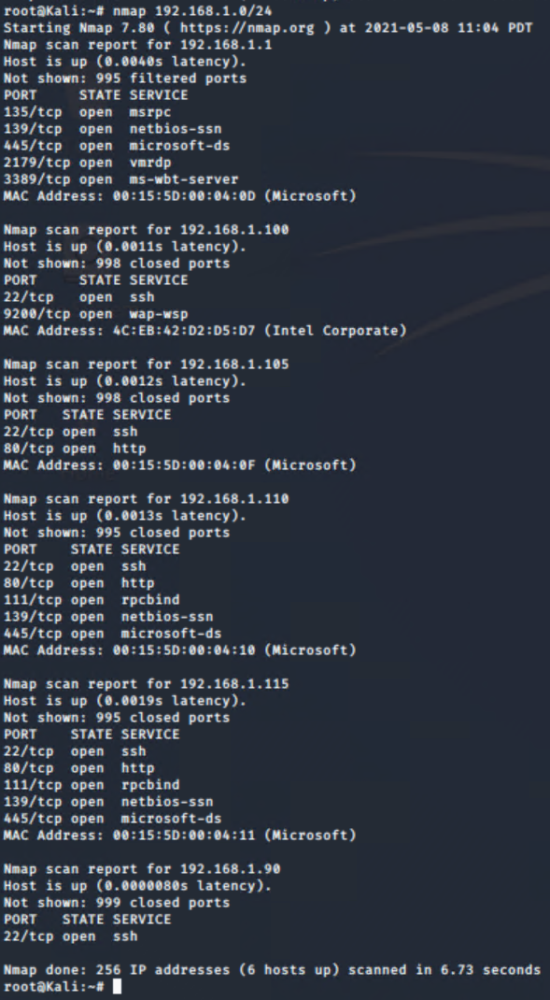 root@Kali:~# nmap 192.168.1.0/24
Starting Nmap 7.80 ( https://nmap.org ) at 2021-05-08 11:04 PDT
Nmap scan report for 192.168.1.1
Host is up (0.0040s latency).
Not shown: 995 filtered ports
PORT     STATE SERVICE
135/tcp  open  msrpc
139/tcp  open  netbios-ssn
445/tcp  open  microsoft-ds
2179/tcp open  vmrdp
3389/tcp open  ms-wbt-server
MAC Address: 00:15:5D:00:04:0D (Microsoft)

Nmap scan report for 192.168.1.100
Host is up (0.0011s latency).
Not shown: 998 closed ports
PORT     STATE SERVICE
22/tcp   open  ssh
9200/tcp open  wap-wsp
MAC Address: 4C:EB:42:D2:D5:D7 (Intel Corporate)

Nmap scan report for 192.168.1.105
Host is up (0.0012s latency).
Not shown: 998 closed ports
PORT   STATE SERVICE
22/tcp open  ssh
80/tcp open  http
MAC Address: 00:15:5D:00:04:0F (Microsoft)

Nmap scan report for 192.168.1.110
Host is up (0.0013s latency).
Not shown: 995 closed ports
PORT    STATE SERVICE
22/tcp  open  ssh
80/tcp  open  http
111/tcp open  rpcbind
139/tcp open  netbios-ssn
445/tcp open  microsoft-ds
MAC Address: 00:15:5D:00:04:10 (Microsoft)

Nmap scan report for 192.168.1.115
Host is up (0.0019s latency).
Not shown: 995 closed ports
PORT    STATE SERVICE
22/tcp  open  ssh
80/tcp  open  http
111/tcp open  rpcbind
139/tcp open  netbios-ssn
445/tcp open  microsoft-ds
MAC Address: 00:15:5D:00:04:11 (Microsoft)

Nmap scan report for 192.168.1.90
Host is up (0.0000080s latency).
Not shown: 999 closed ports
PORT   STATE SERVICE
22/tcp open  ssh

Nmap done: 256 IP addresses (6 hosts up) scanned in 6.73 seconds
root@Kali:~#